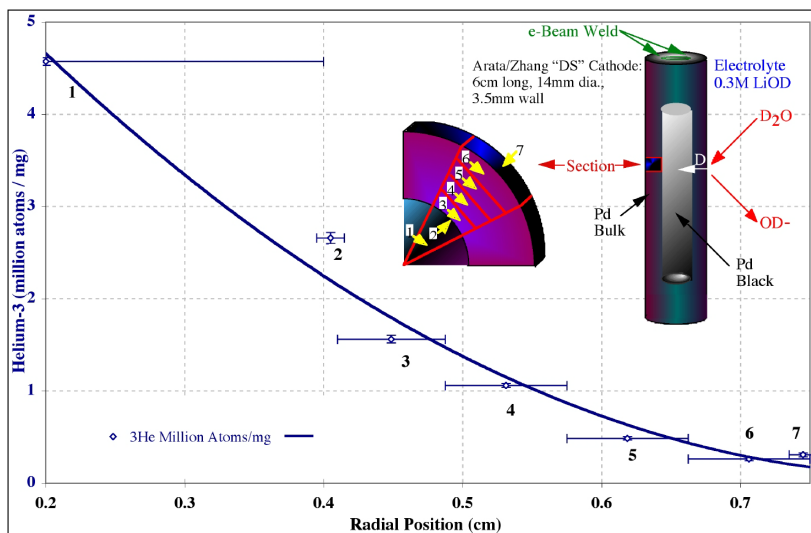 e-Beam Weld
Arata/Zhang “DS” Cathode:
6cm long, 14mm dia.,
3.5mm wall
Electrolyte
0.3M LiOD
D2O
Section
D
OD-
Pd
Bulk
Pd
Black
1
2
3
4
5
6
7
Helium-3 (million atoms / mg)
5
4
3
2
1
0
1
2
3
4
5
6
7
3He Million Atoms/mg
0.2
0.3
0.4
0.5
0.6
0.7
Radial Position (cm)